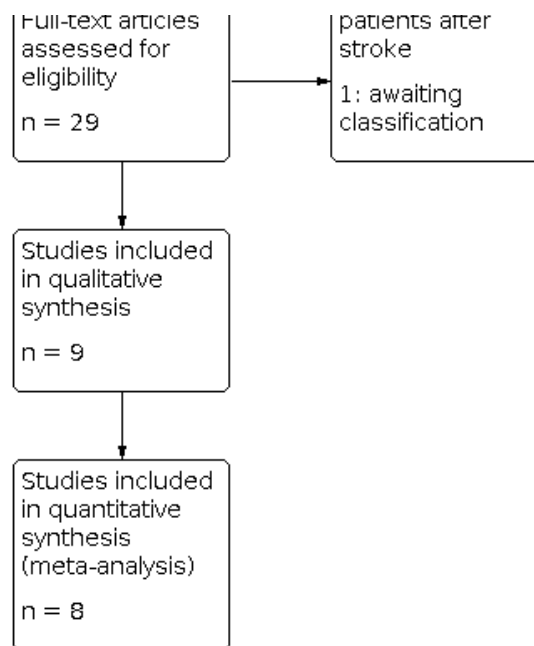 Full-text articles
assessed for
eligibility
n = 29
patients after
stroke
1: awaiting
classification
Studies included
in qualitative
synthesis
n = 9
Studies included
in quantitative
synthesis
(meta-analysis)
n = 8